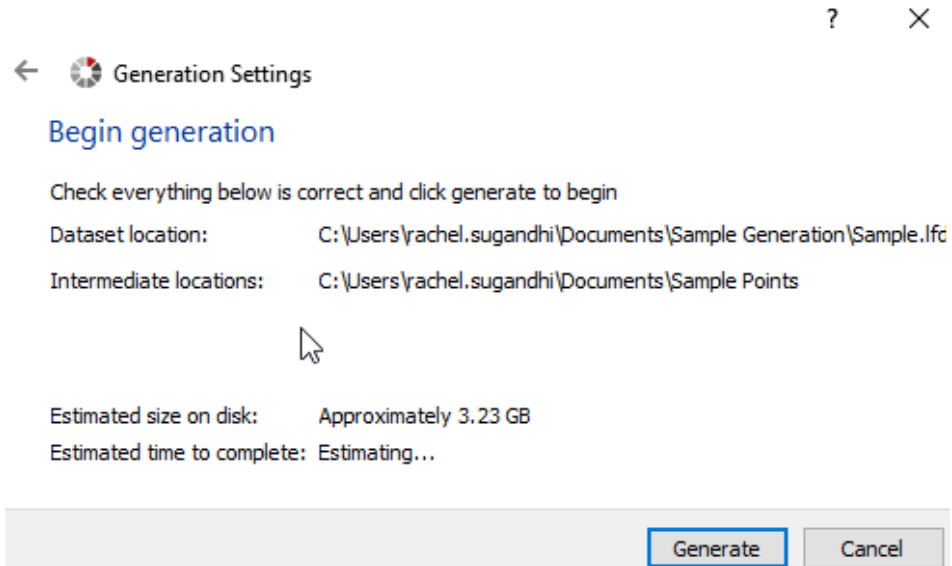 ?
Generation Settings
Begin generation
Check everything below is correct and click generate to begin
Dataset location: C:\Users\rachel.sugandhi\Documents\Sample Generation\Sample.lfd
Intermediate locations: C:\Users\rachel.sugandhi\Documents\Sample Points
Estimated size on disk: Approximately 3.23 GB
Estimated time to complete: Estimating...
Generate Cancel